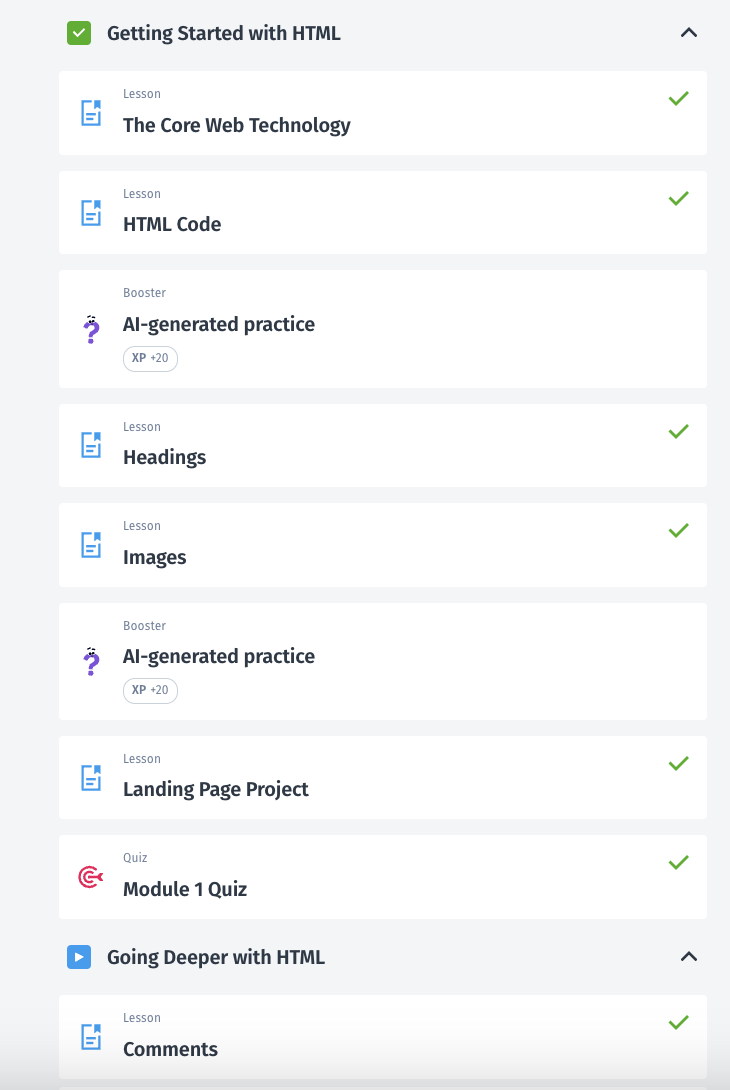 Getting Started with HTML
Lesson
The Core Web Technology
Lesson
HTML Code
Booster
AI-generated practice
XP +20
Lesson
Headings
Lesson
Images
Booster
AI-generated practice
XP +20
Lesson
Landing Page Project
Quiz
Module 1 Quiz
Going Deeper with HTML
Lesson
Comments